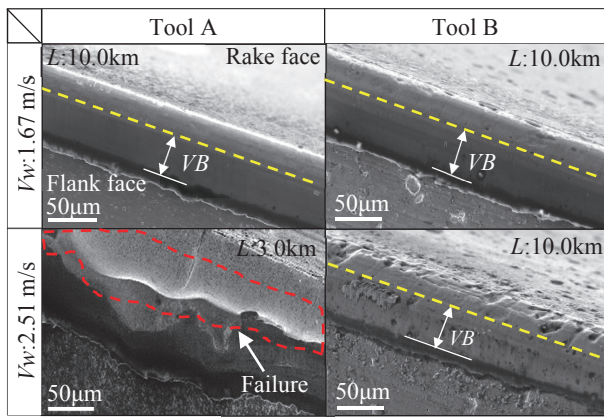 Tool A
Tool B
Vw:1.67 m/s
L:10.0km
Rake face
VB
Flank face
50μm
L:10.0km
VB
50μm
Vw:2.51 m/s
L:3.0km
Failure
50μm
L:10.0km
VB
50μm